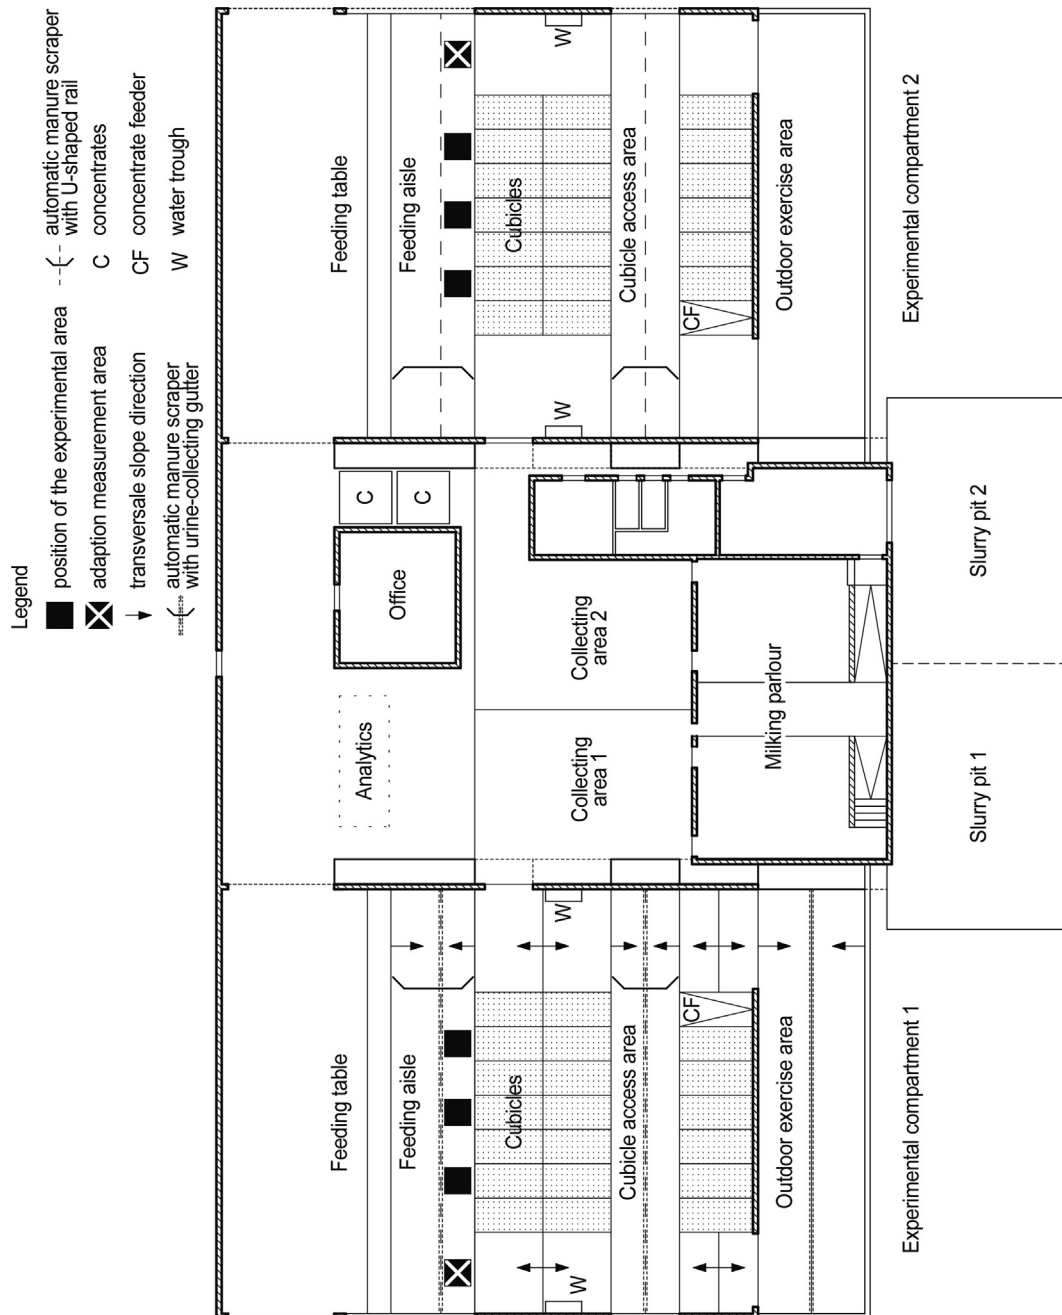 Legend
position of the experimental area
adaption measurement area
transversale slope direction
automatic manure scraper
with urine-collecting gutter
automatic manure scraper
with U-shaped rail
C concentrates
CF concentrate feeder
W water trough
Feeding table
Feeding aisle
Cubicles
W
W
Cubicle access area
CF
Outdoor exercise area
Experimental compartment 1
Analytics
Office
C
C
Collecting
area 1
Collecting
area 2
Milking parlour
Slurry pit 1
Slurry pit 2
Feeding table
Feeding aisle
Cubicles
W
W
Cubicle access area
CF
Outdoor exercise area
Experimental compartment 2